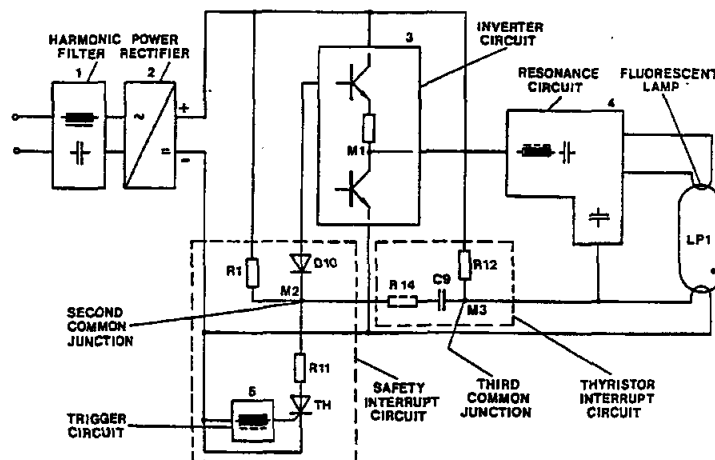 HARMONIC FILTER
1
POWER RECTIFIER
2
~
=
+
-
3
INVERTER CIRCUIT
M1
RESONANCE CIRCUIT
4
FLUORESCENT LAMP
LP1
R1
D10
M2
R14
C9
R12
M3
SECOND COMMON JUNCTION
R11
TH
5
TRIGGER CIRCUIT
SAFETY INTERRUPT CIRCUIT
THIRD COMMON JUNCTION
THYRISTOR INTERRUPT CIRCUIT